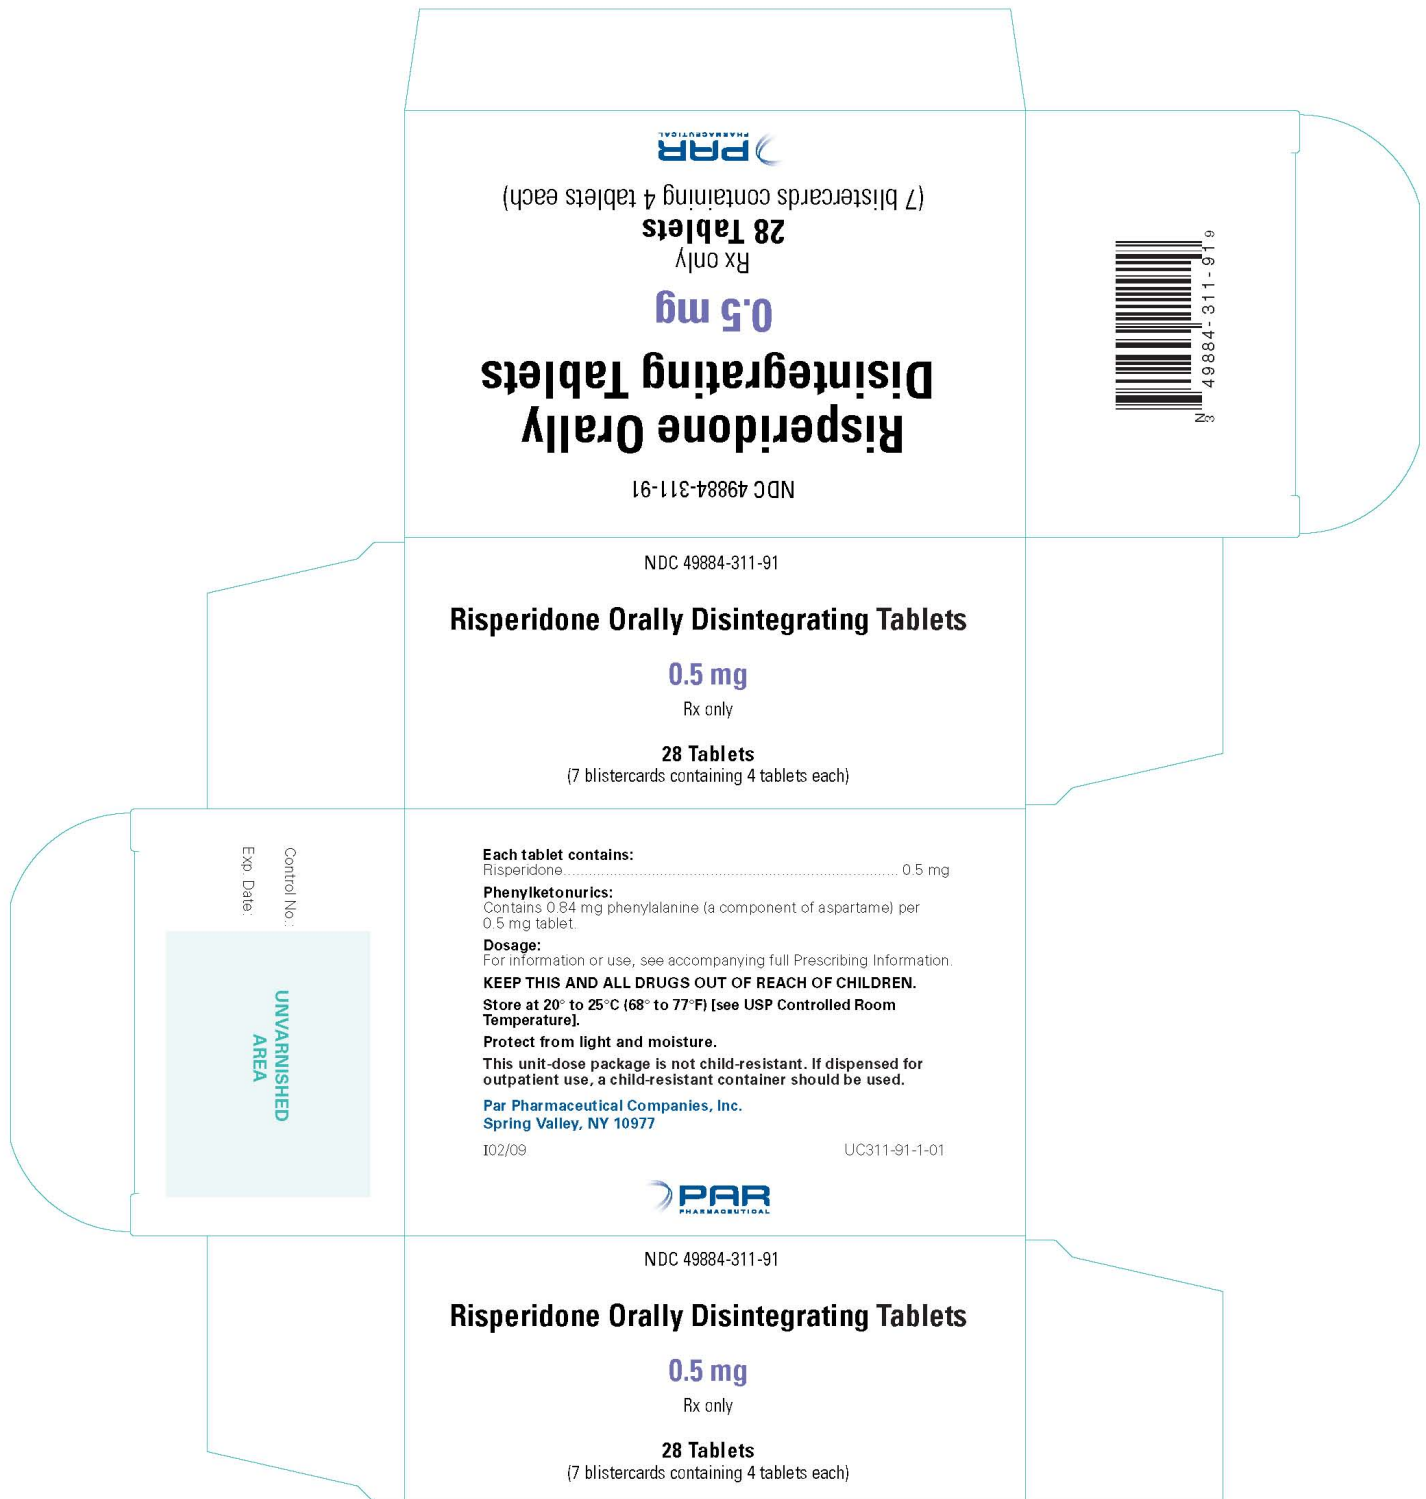 PAR
PHARMACEUTICAL
(7 blistercards containing 4 tablets each)
28 Tablets
Rx only
0.5 mg
Risperidone Orally
Disintegrating Tablets
NDC 49884-311-91
N
3 49884-311-91 9
NDC 49884-311-91
Risperidone Orally Disintegrating Tablets
0.5 mg
Rx only
28 Tablets
(7 blistercards containing 4 tablets each)
Control No.:
Exp. Date:
UNVARNISHED
AREA
Each tablet contains:
Risperidone................................................................................................ 0.5 mg
Phenylketonurics:
Contains 0.84 mg phenylalanine (a component of aspartame) per
0.5 mg tablet.
Dosage:
For information or use, see accompanying full Prescribing Information.
KEEP THIS AND ALL DRUGS OUT OF REACH OF CHILDREN.
Store at 20° to 25°C (68° to 77°F) [see USP Controlled Room
Temperature].
Protect from light and moisture.
This unit-dose package is not child-resistant. If dispensed for
outpatient use, a child-resistant container should be used.
Par Pharmaceutical Companies, Inc.
Spring Valley, NY 10977
I02/09 UC311-91-1-01
PAR
PHARMACEUTICAL
NDC 49884-311-91
Risperidone Orally Disintegrating Tablets
0.5 mg
Rx only
28 Tablets
(7 blistercards containing 4 tablets each)